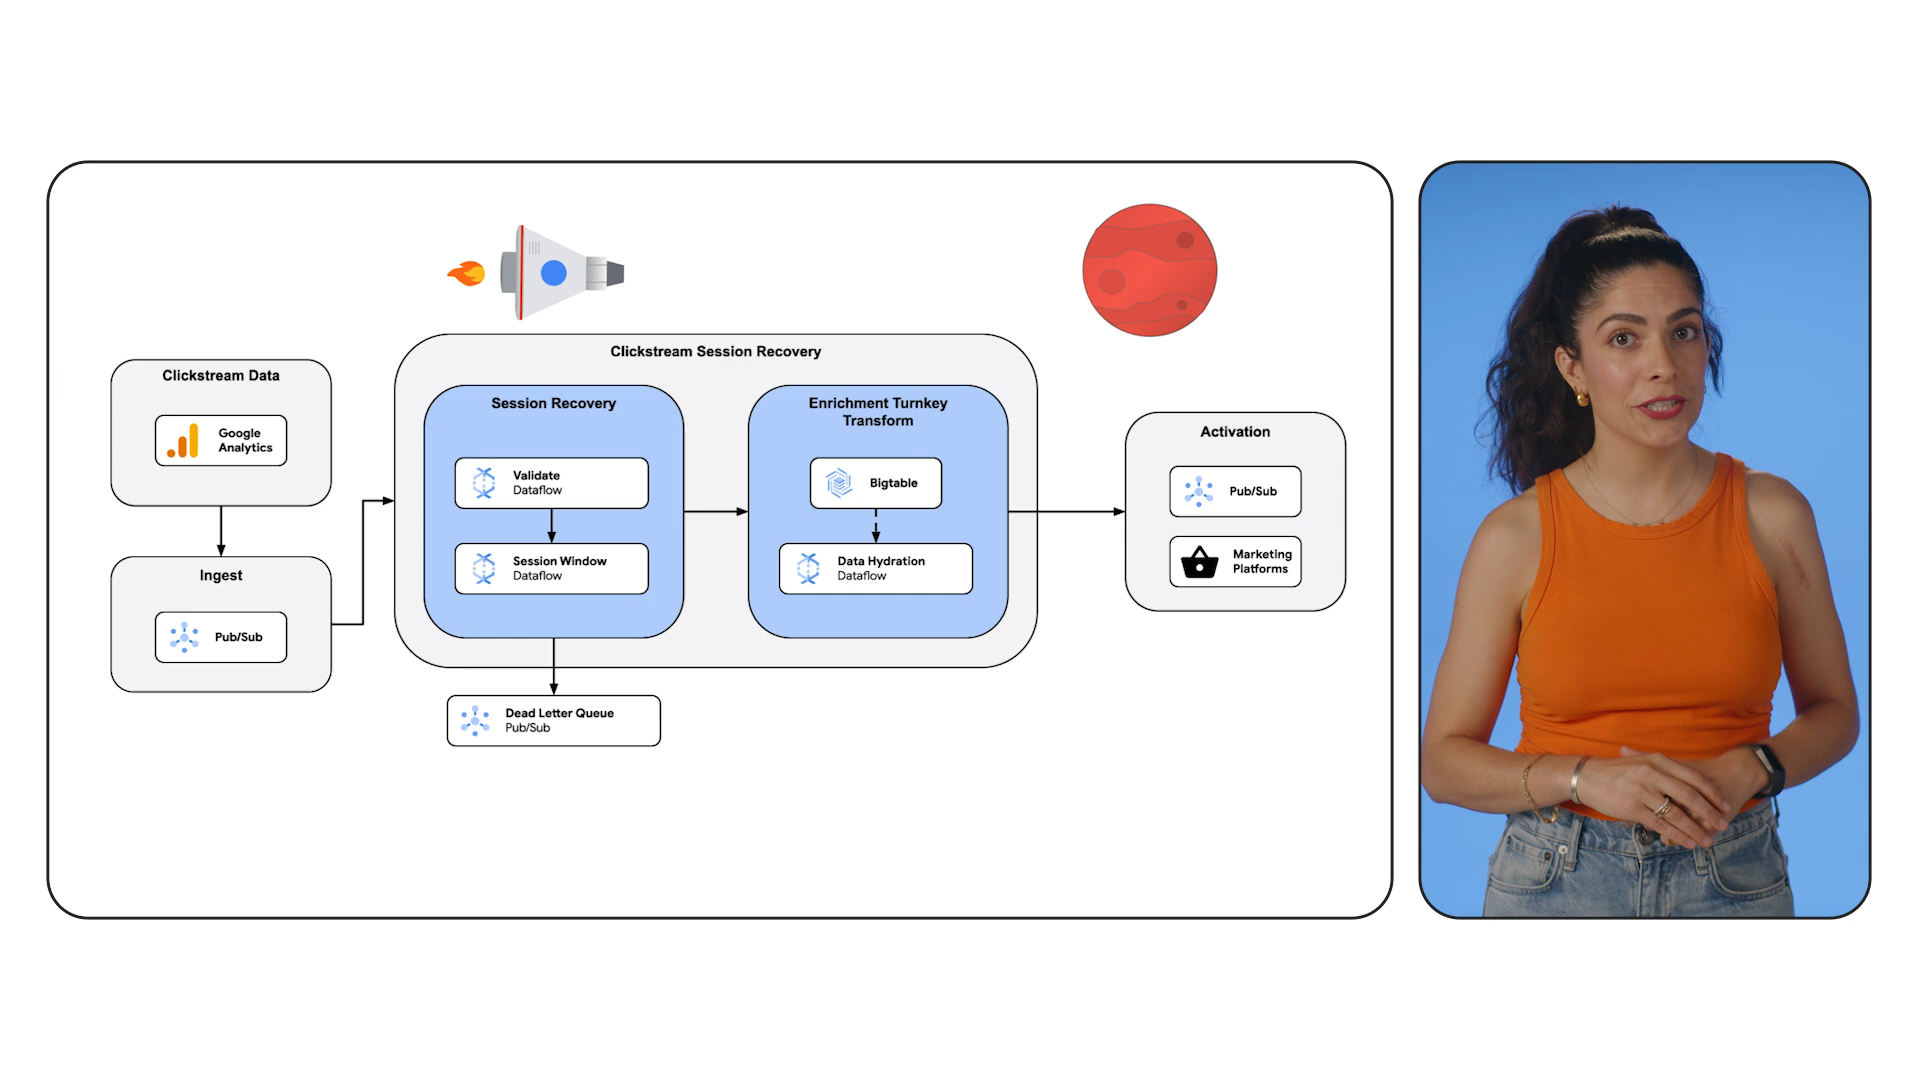 Clickstream Data
Google
Analytics
Ingest
Pub/Sub
Clickstream Session Recovery
Session Recovery
Validate
Dataflow
Session Window
Dataflow
Dead Letter Queue
Pub/Sub
Enrichment Turnkey
Transform
Bigtable
Data Hydration
Dataflow
Activation
Pub/Sub
Marketing
Platforms